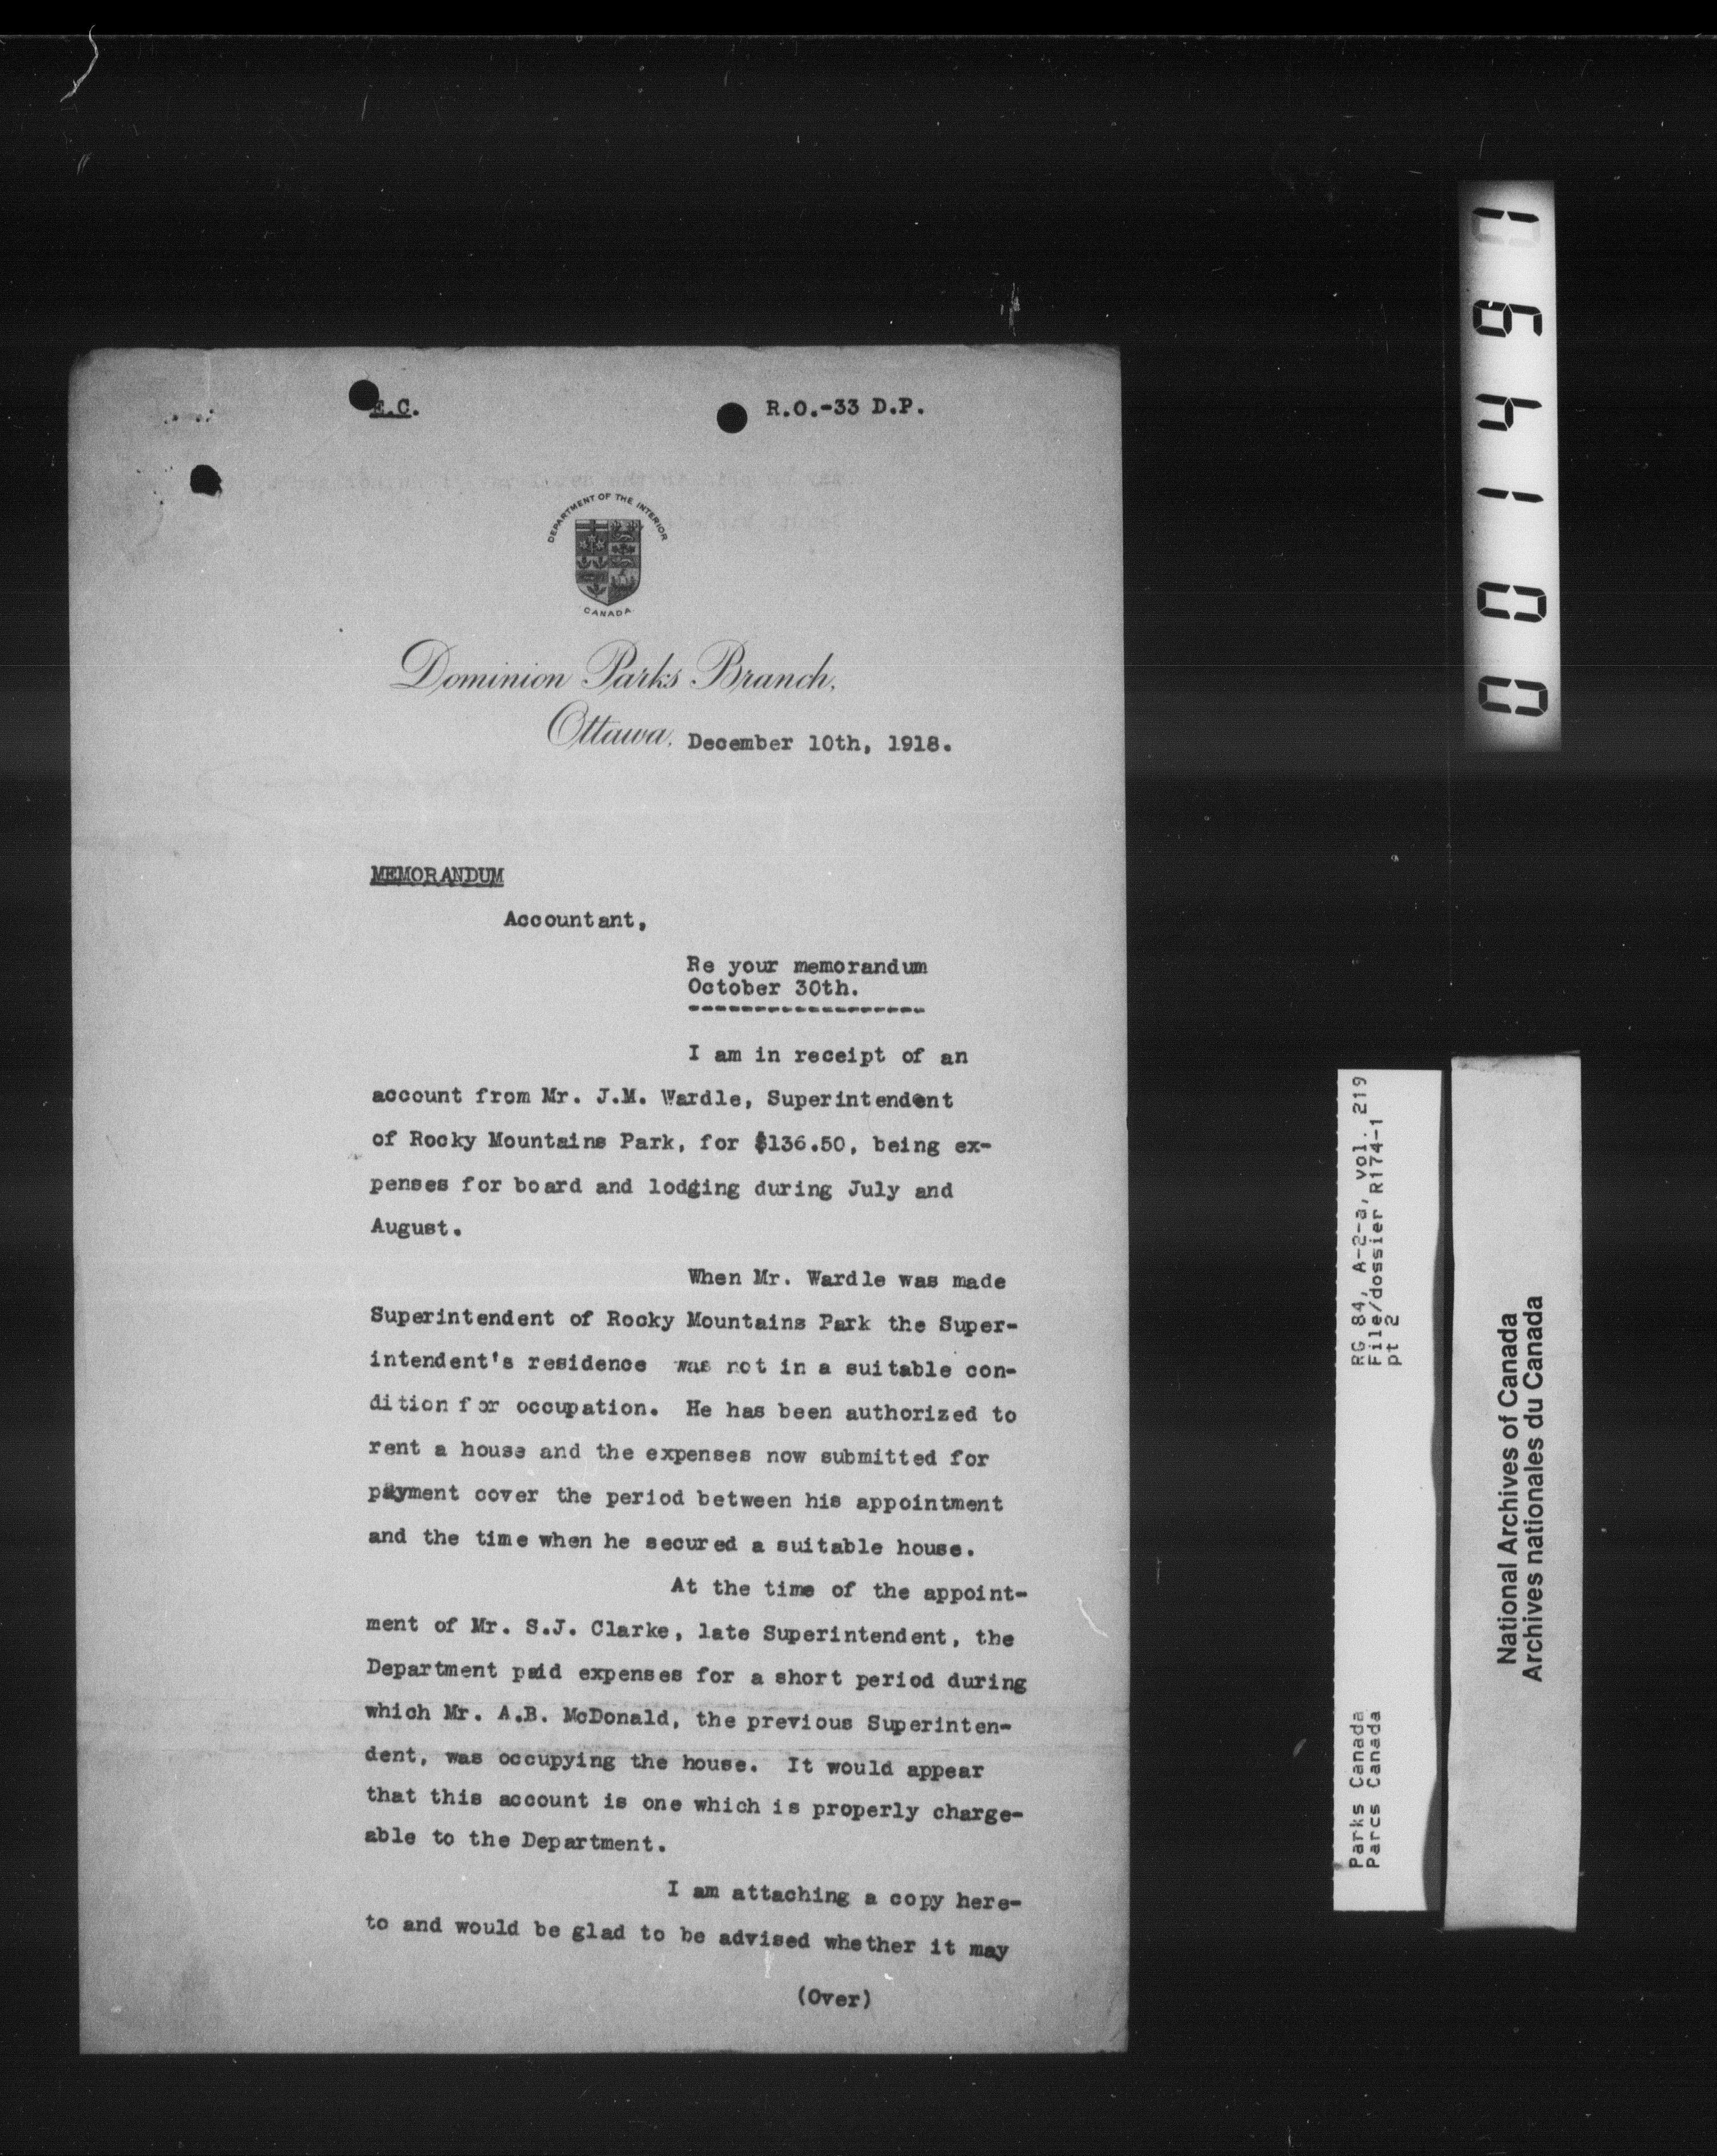 E.C.
R.O.-33 D.P.
DEPARTMENT OF THE INTERIOR
CANADA
Dominion Parks Branch,
Ottawa, December 10th, 1918.
MEMORANDUM
Accountant,
Re your memorandum
October 30th.
------------------
I am in receipt of an
account from Mr. J.M. Wardle, Superintendent
of Rocky Mountains Park, for $136.50, being ex-
penses for board and lodging during July and
August.
When Mr. Wardle was made
Superintendent of Rocky Mountains Park the Super-
intendent's residence was not in a suitable con-
dition for occupation. He has been authorized to
rent a house and the expenses now submitted for
payment cover the period between his appointment
and the time when he secured a suitable house.
At the time of the appoint-
ment of Mr. S.J. Clarke, late Superintendent, the
Department paid expenses for a short period during
which Mr. A.B. McDonald, the previous Superinten-
dent, was occupying the house. It would appear
that this account is one which is properly charge-
able to the Department.
I am attaching a copy here-
to and would be glad to be advised whether it may
(Over)
RG 84, A-2-a, vol. 219
File/dossier R174-1
pt 2
Parks Canada
Parcs Canada
National Archives of Canada
Archives nationales du Canada